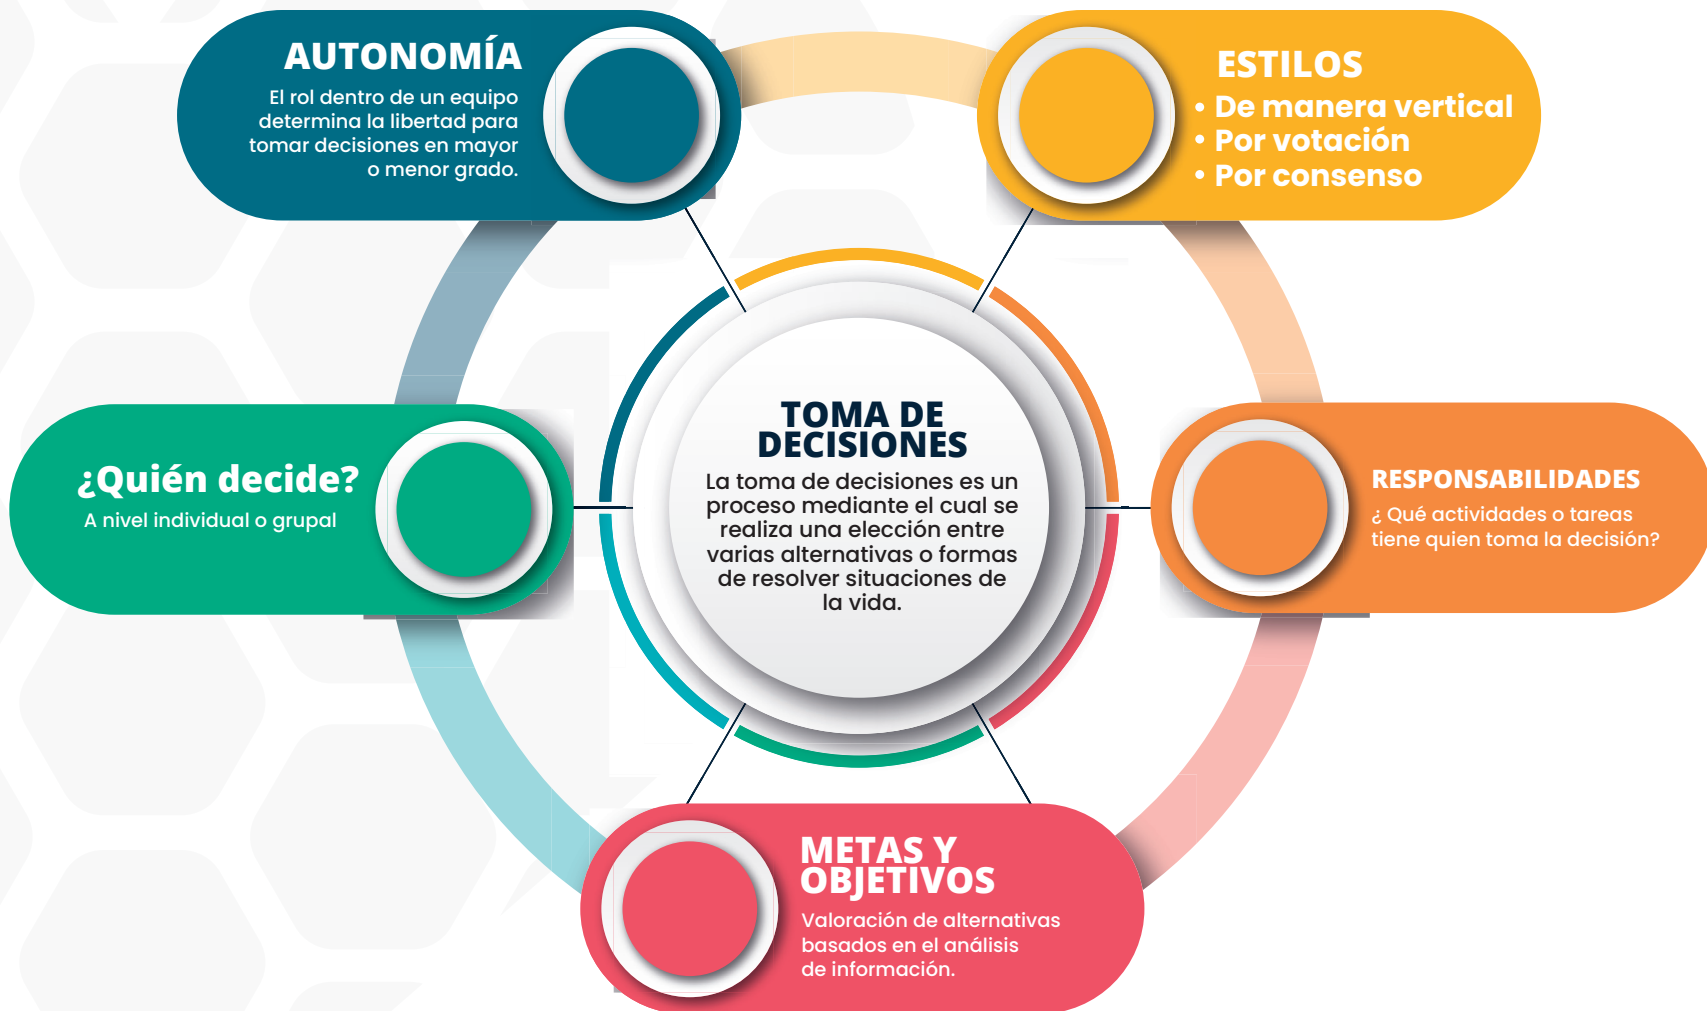 AUTONOMÍA
El rol dentro de un equipo
determina la libertad para
tomar decisiones en mayor
o menor grado.
ESTILOS
• De manera vertical
• Por votación
• Por consenso
¿Quién decide?
A nivel individual o grupal
TOMA DE
DECISIONES
La toma de decisiones es un
proceso mediante el cual se
realiza una elección entre
varias alternativas o formas
de resolver situaciones de
la vida.
RESPONSABILIDADES
¿ Qué actividades o tareas
tiene quien toma la decisión?
METAS Y
OBJETIVOS
Valoración de alternativas
basados en el análisis
de información.